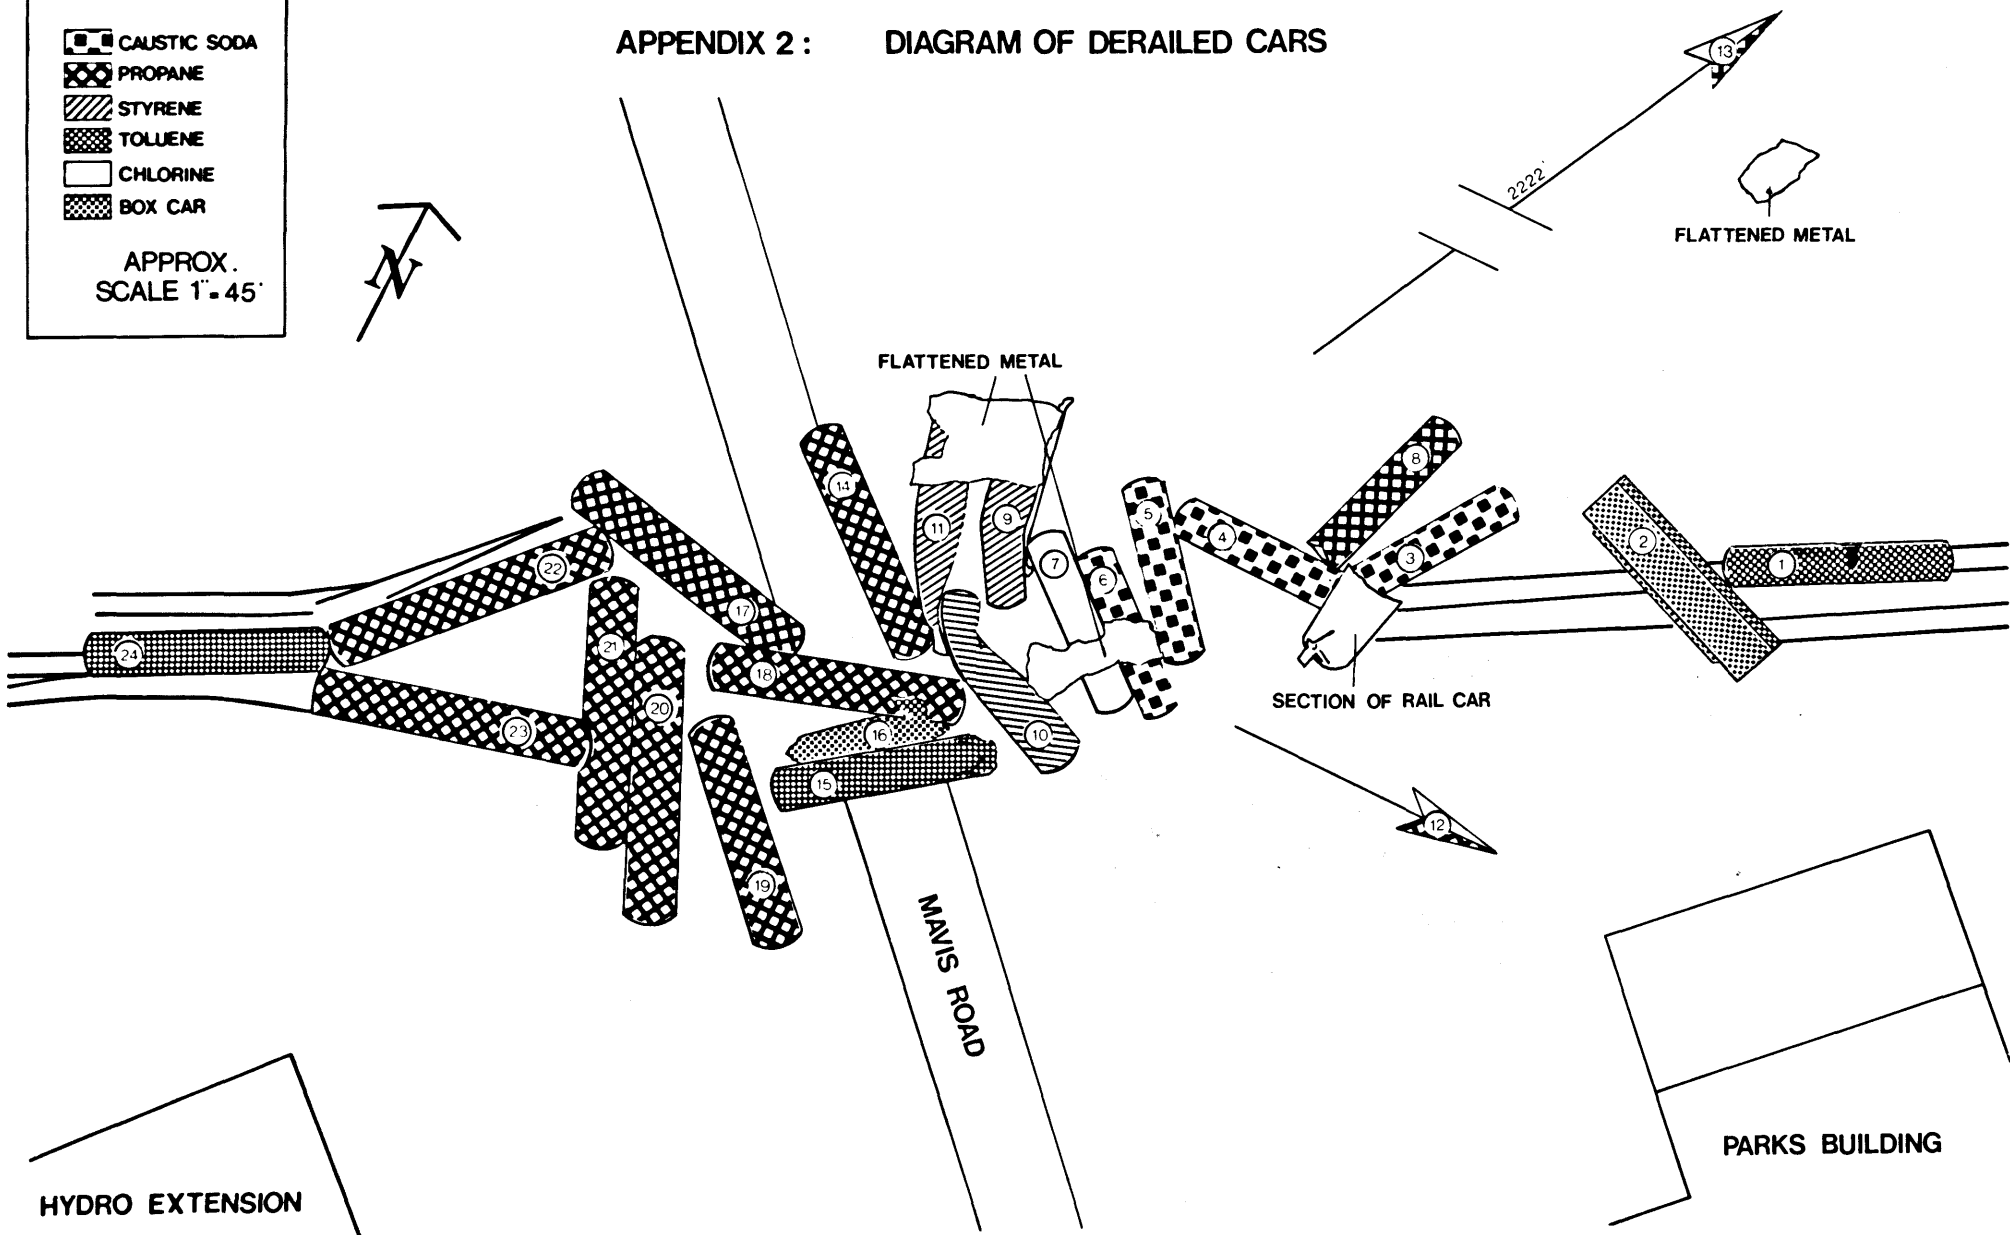 APPENDIX 2 : DIAGRAM OF DERAILED CARS
CAUSTIC SODA
PROPANE
STYRENE
TOLUENE
CHLORINE
BOX CAR
APPROX.
SCALE 1"=45'
N
13
2222'
FLATTENED METAL
FLATTENED METAL
14
11
9
7
6
5
4
8
3
2
1
22
17
24
21
18
20
23
16
10
15
19
SECTION OF RAIL CAR
12
MAVIS ROAD
PARKS BUILDING
HYDRO EXTENSION